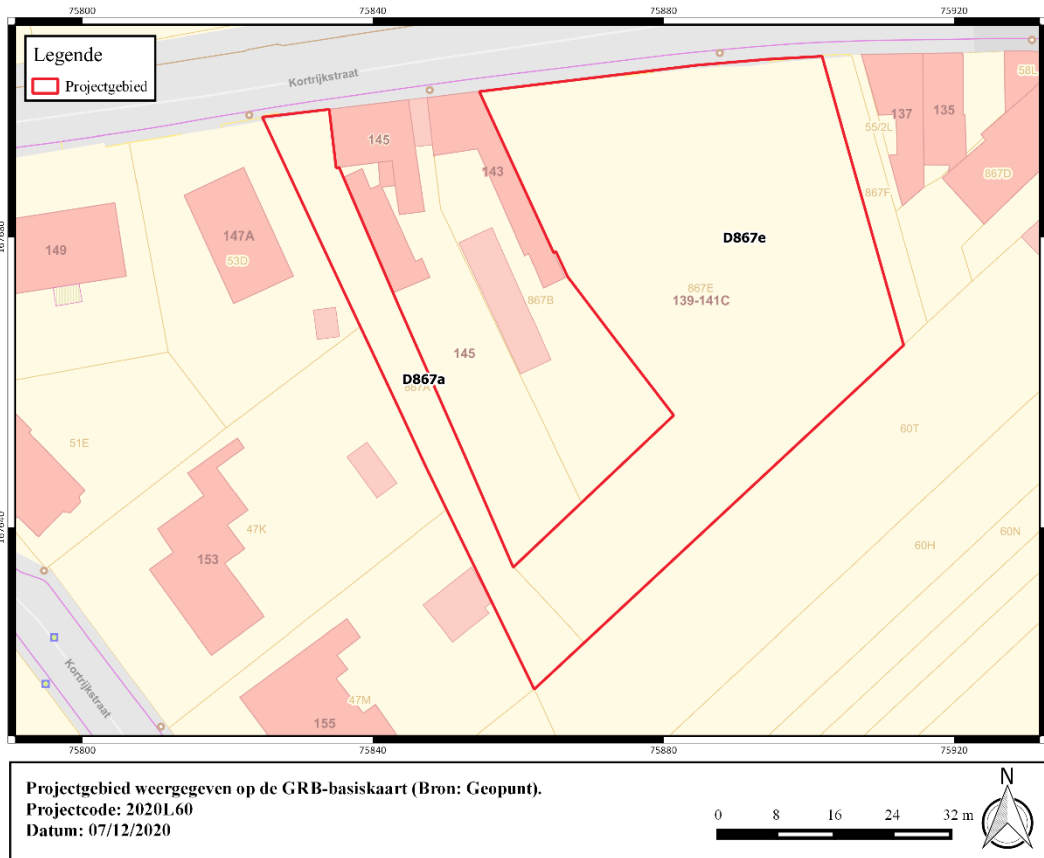 75800 75840 75880 75920
Legende
Projectgebied
Kortrijkstraat
58L
145
137
135
55/2L
143
867D
867F
147A
53D
149
D867e
867E
139-141C
867B
145
D867a
867A
51E
60T
47K
60H
60N
153
Kortrijkstraat
47M
155
75800 75840 75880 75920
Projectgebied weergegeven op de GRB-basiskaart (Bron: Geopunt).
Projectcode: 2020L60
Datum: 07/12/2020
0 8 16 24 32 m
N